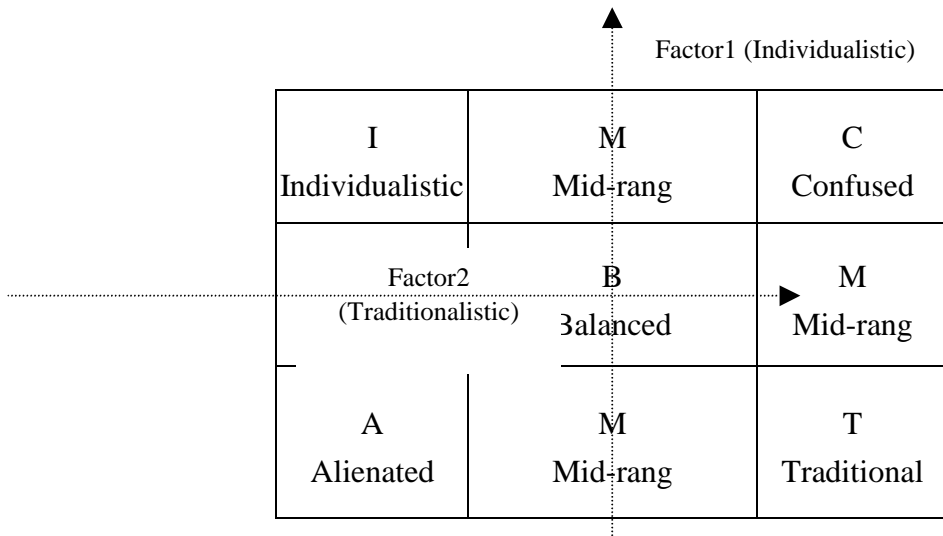 Factor1 (Individualistic)
I M C
Individualistic Mid-rang Confused
Factor2 B M
(Traditionalistic) Balanced Mid-rang
A M T
Alienated Mid-rang Traditional